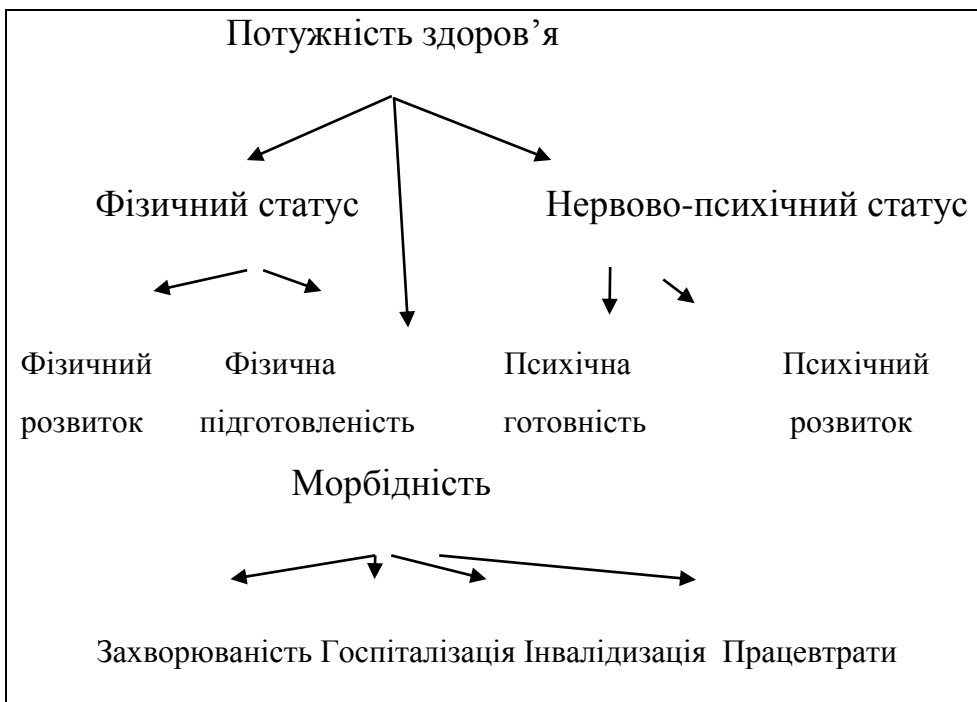 Потужність здоров’я
Фізичний статус Нервово-психічний статус
Фізичний Фізична Психічна Психічний
розвиток підготовленість готовність розвиток
Морбідність
Захворюваність Госпіталізація Інвалідизація Працевтрати